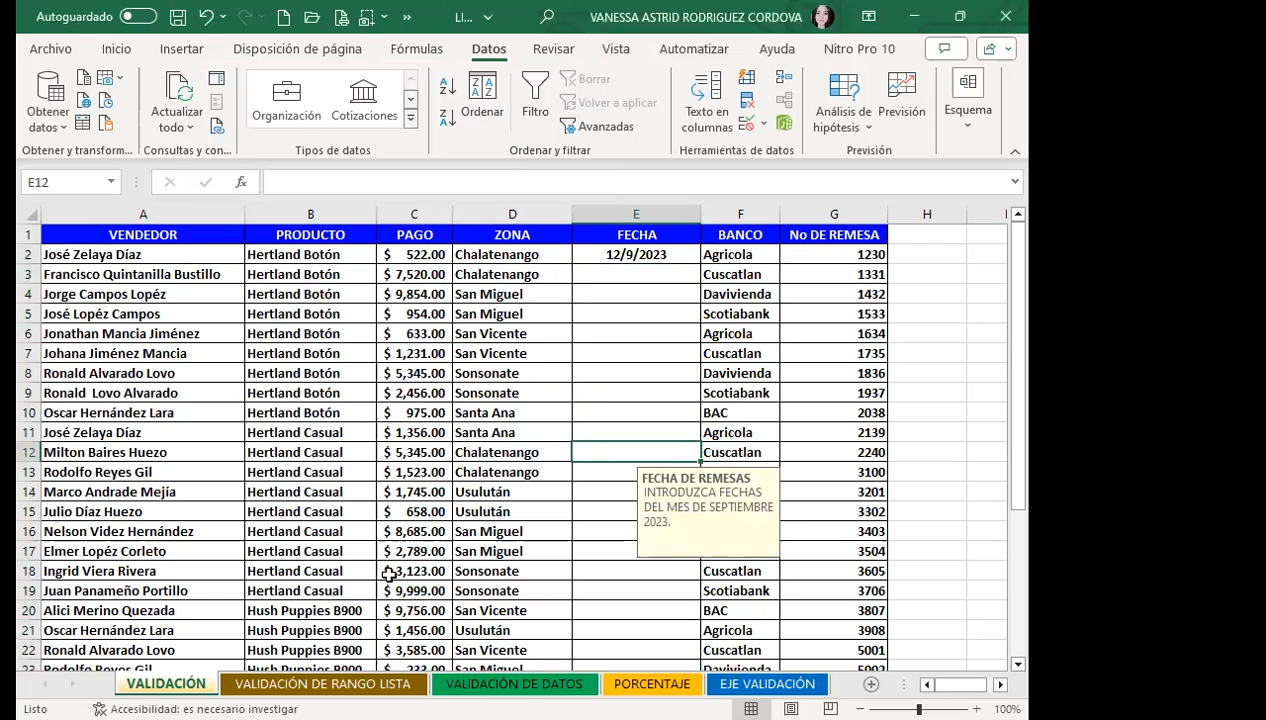 Autoguardado LI... VANESSA ASTRID RODRIGUEZ CORDOVA
Archivo Inicio Insertar Disposición de página Fórmulas Datos Revisar Vista Automatizar Ayuda Nitro Pro 10
Obtener datos
Actualizar todo
Organización Cotizaciones
Ordenar
Filtro
Borrar
Volver a aplicar
Avanzadas
Texto en columnas
Análisis de hipótesis
Previsión
Esquema
Obtener y transform... Consultas y con... Tipos de datos Ordenar y filtrar Herramientas de datos Previsión
E12 fx
A B C D E F G H I
1 VENDEDOR PRODUCTO PAGO ZONA FECHA BANCO No DE REMESA
2 José Zelaya Díaz Hertland Botón $ 522.00 Chalatenango 12/9/2023 Agricola 1230
3 Francisco Quintanilla Bustillo Hertland Botón $ 7,520.00 Chalatenango Cuscatlan 1331
4 Jorge Campos Lopéz Hertland Botón $ 9,854.00 San Miguel Davivienda 1432
5 José Lopéz Campos Hertland Botón $ 954.00 San Miguel Scotiabank 1533
6 Jonathan Mancia Jiménez Hertland Botón $ 633.00 San Vicente Agricola 1634
7 Johana Jiménez Mancia Hertland Botón $ 1,231.00 San Vicente Cuscatlan 1735
8 Ronald Alvarado Lovo Hertland Botón $ 5,345.00 Sonsonate Davivienda 1836
9 Ronald Lovo Alvarado Hertland Botón $ 2,456.00 Sonsonate Scotiabank 1937
10 Oscar Hernández Lara Hertland Botón $ 975.00 Santa Ana BAC 2038
11 José Zelaya Díaz Hertland Casual $ 1,356.00 Santa Ana Agricola 2139
12 Milton Baires Huezo Hertland Casual $ 5,345.00 Chalatenango Cuscatlan 2240
13 Rodolfo Reyes Gil Hertland Casual $ 1,523.00 Chalatenango 3100
14 Marco Andrade Mejía Hertland Casual $ 1,745.00 Usulután 3201
15 Julio Díaz Huezo Hertland Casual $ 658.00 Usulután 3302
16 Nelson Videz Hernández Hertland Casual $ 8,685.00 San Miguel 3403
17 Elmer Lopéz Corleto Hertland Casual $ 2,789.00 San Miguel 3504
18 Ingrid Viera Rivera Hertland Casual 3,123.00 Sonsonate Cuscatlan 3605
19 Juan Panameño Portillo Hertland Casual $ 9,999.00 Sonsonate Scotiabank 3706
20 Alici Merino Quezada Hush Puppies B900 $ 9,756.00 San Vicente BAC 3807
21 Oscar Hernández Lara Hush Puppies B900 $ 1,456.00 Usulután Agricola 3908
22 Ronald Alvarado Lovo Hush Puppies B900 $ 3,585.00 San Vicente Cuscatlan 5001
23 Rodolfo Reyes Gil Hush Puppies B900 $ 233.00 San Miguel Davivienda 5002
FECHA DE REMESAS
INTRODUZCA FECHAS
DEL MES DE SEPTIEMBRE
2023.
VALIDACIÓN VALIDACIÓN DE RANGO LISTA VALIDACIÓN DE DATOS PORCENTAJE EJE VALIDACIÓN
Listo Accesibilidad: es necesario investigar 100%